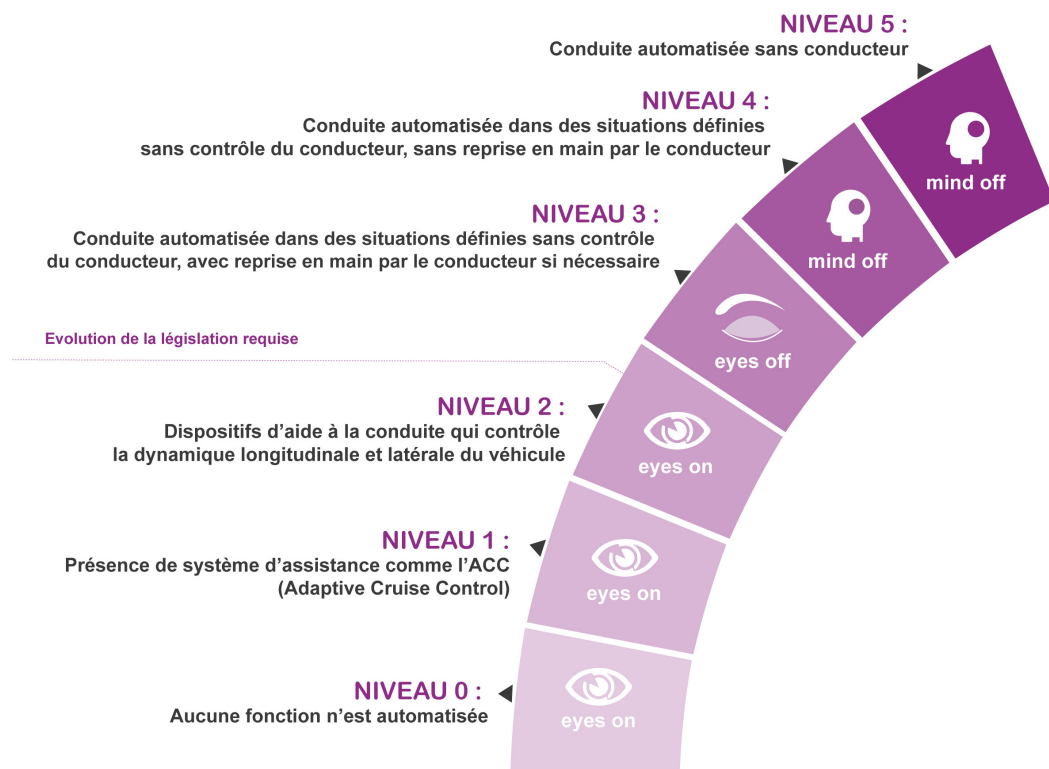 NIVEAU 5 :
Conduite automatisée sans conducteur
mind off
NIVEAU 4 :
Conduite automatisée dans des situations définies
sans contrôle du conducteur, sans reprise en main par le conducteur
mind off
NIVEAU 3 :
Conduite automatisée dans des situations définies sans contrôle
du conducteur, avec reprise en main par le conducteur si nécessaire
eyes off
Evolution de la législation requise
NIVEAU 2 :
Dispositifs d’aide à la conduite qui contrôle
la dynamique longitudinale et latérale du véhicule
eyes on
NIVEAU 1 :
Présence de système d’assistance comme l’ACC
(Adaptive Cruise Control)
eyes on
NIVEAU 0 :
Aucune fonction n’est automatisée
eyes on